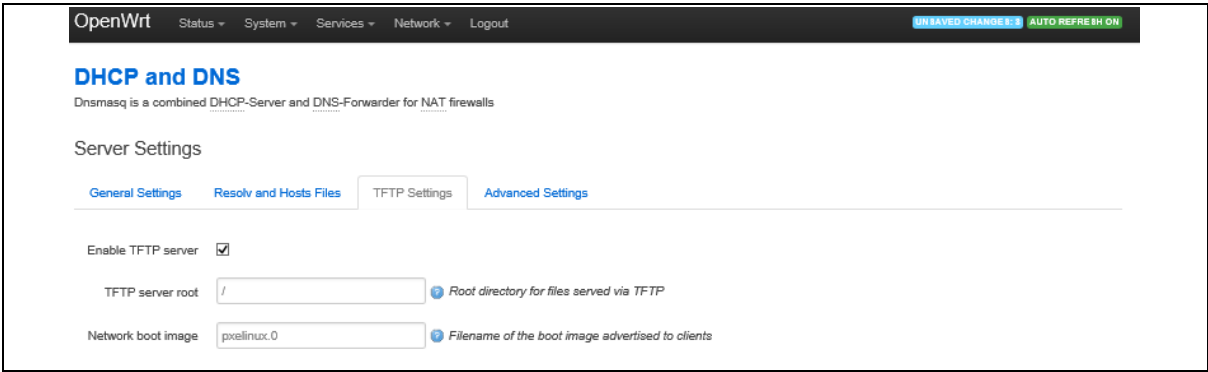 OpenWrt Status System Services Network Logout UNSAVED CHANGES: 3 AUTO REFRESH ON
DHCP and DNS
Dnsmasq is a combined DHCP-Server and DNS-Forwarder for NAT firewalls
Server Settings
General Settings Resolv and Hosts Files TFTP Settings Advanced Settings
Enable TFTP server
TFTP server root / Root directory for files served via TFTP
Network boot image pxelinux.0 Filename of the boot image advertised to clients